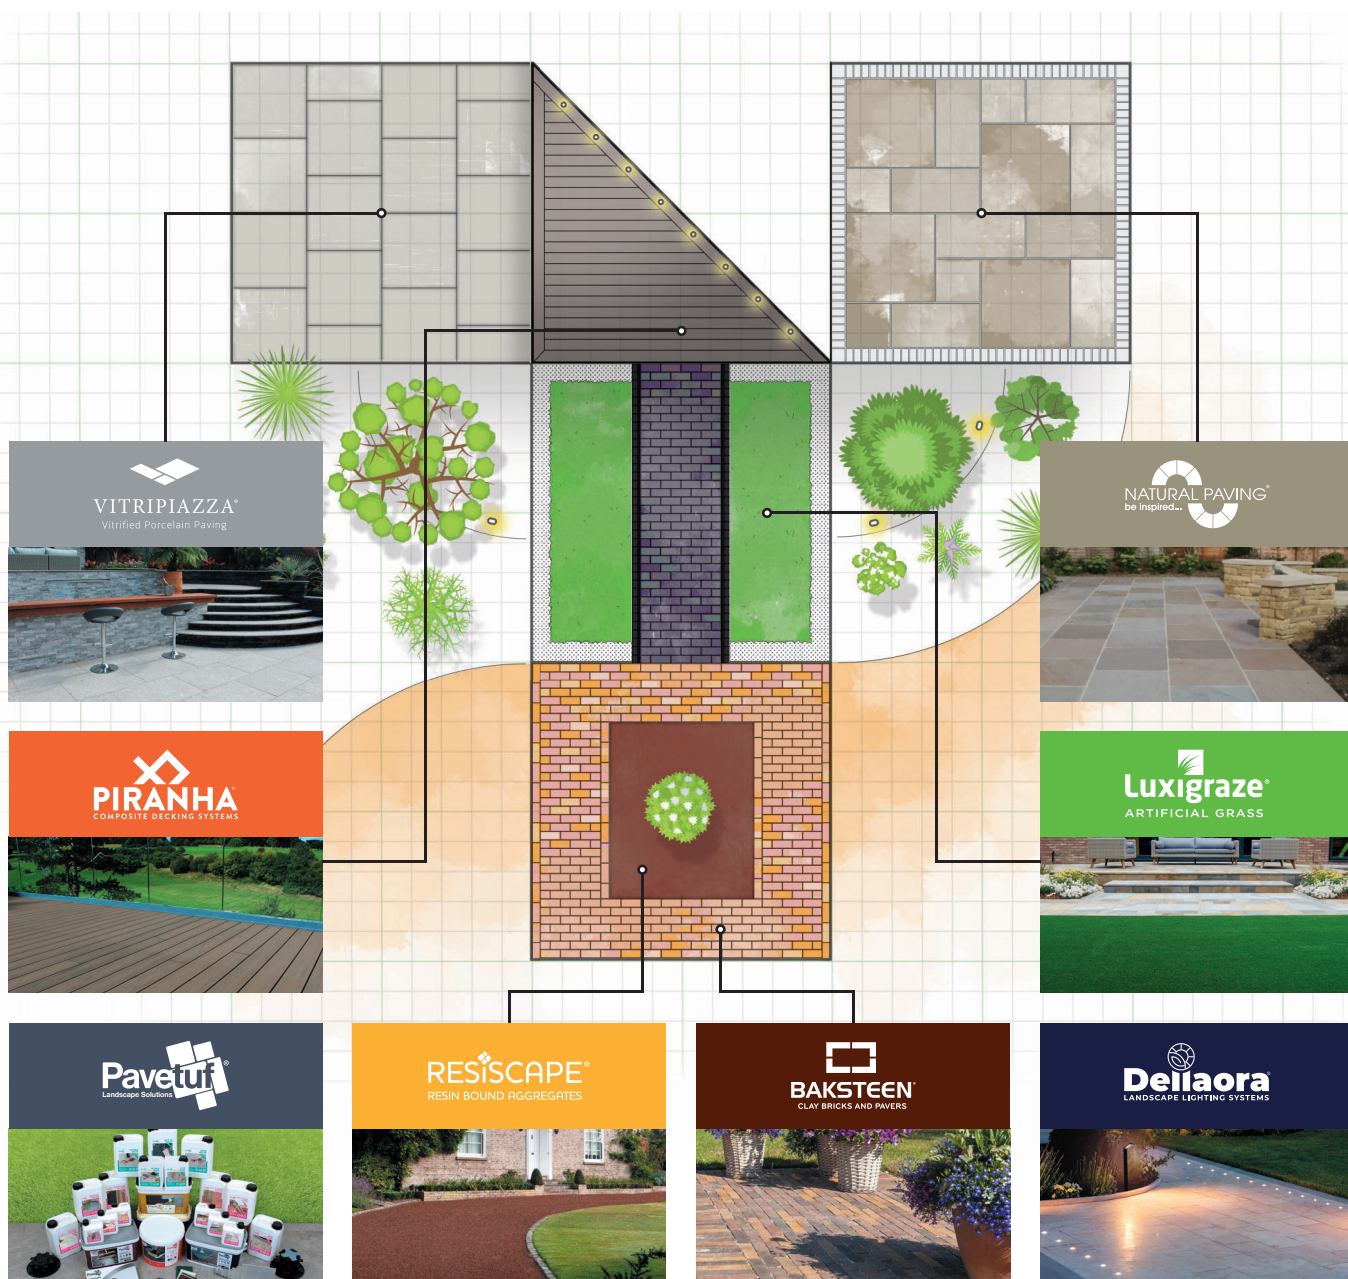 VITRIPIAZZA®
Vitrified Porcelain Paving
NATURAL PAVING®
be inspired...
PIRANHA
COMPOSITE DECKING SYSTEMS
Luxigraze®
ARTIFICIAL GRASS
Pavetuf®
Landscape Solutions
RESiSCAPE®
RESIN BOUND AGGREGATES
BAKSTEEN®
CLAY BRICKS AND PAVERS
Dellaora®
LANDSCAPE LIGHTING SYSTEMS